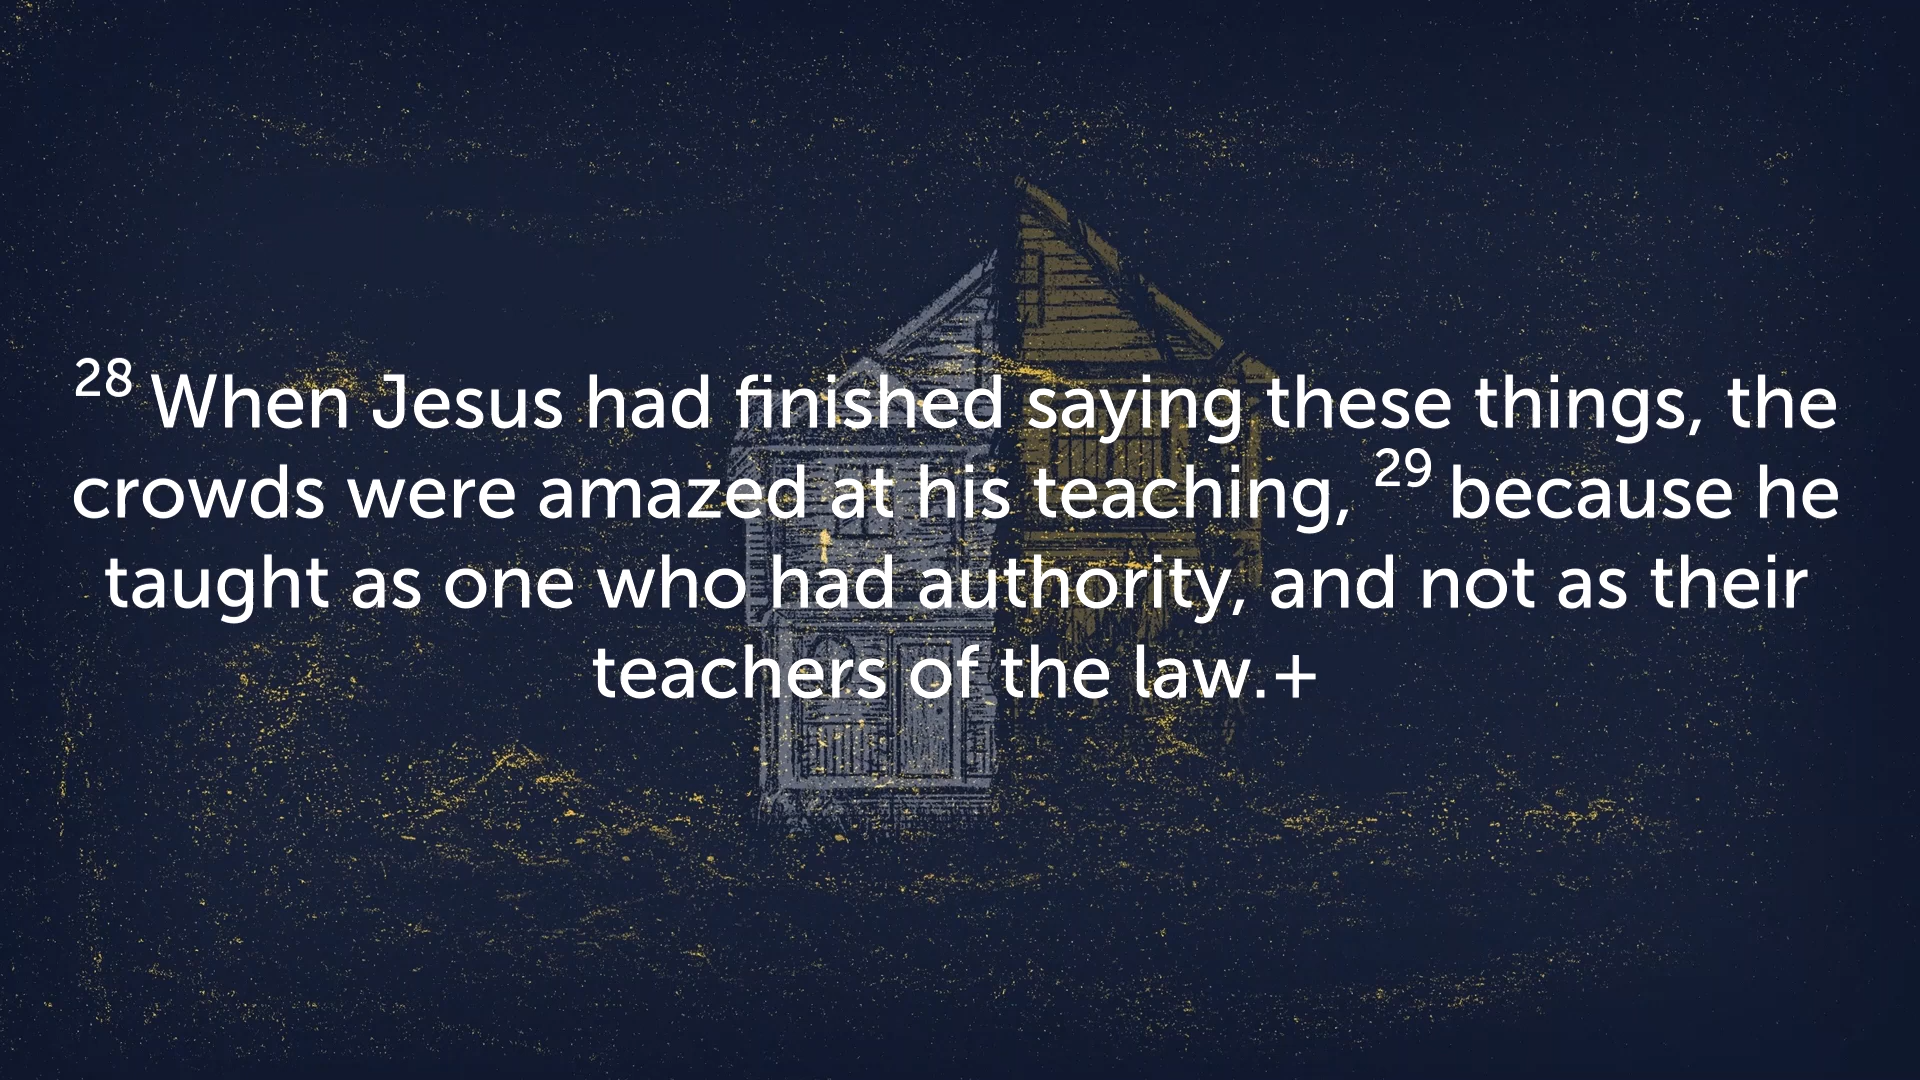 28 When Jesus had finished saying these things, the
crowds were amazed at his teaching, 29 because he
taught as one who had authority, and not as their
teachers of the law.+